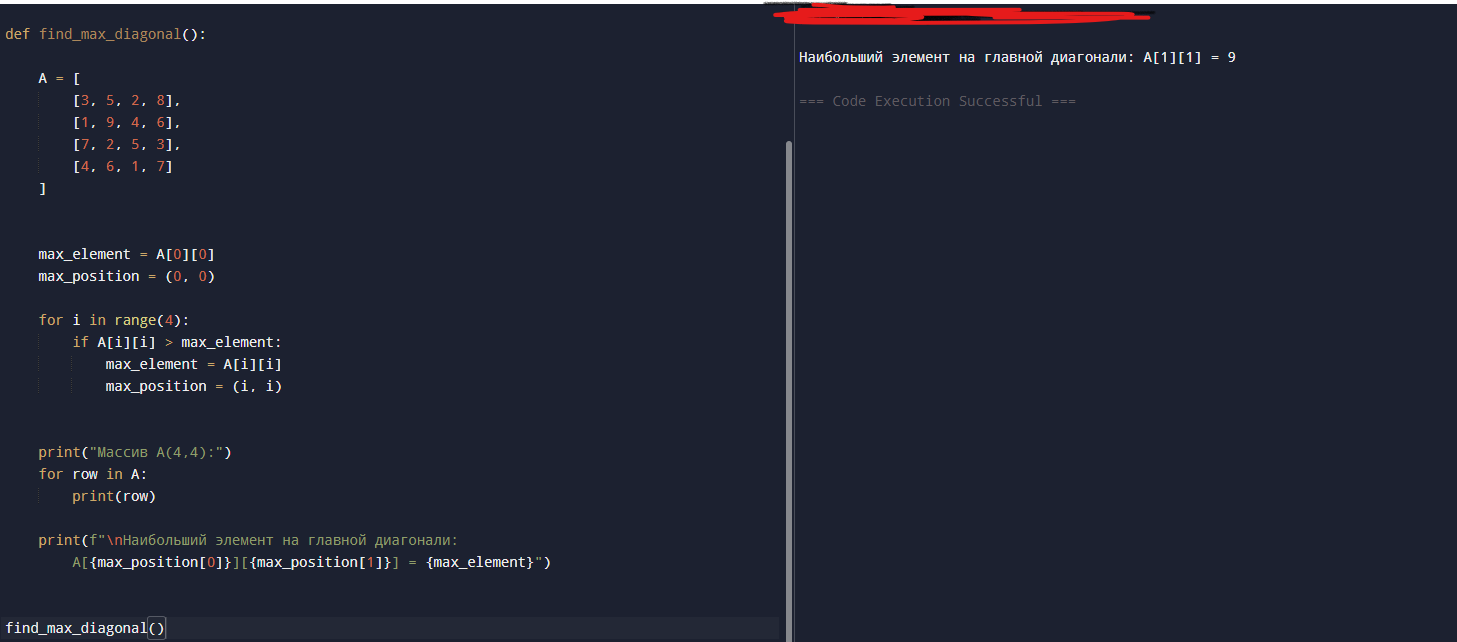 def find_max_diagonal():
A = [
[3, 5, 2, 8],
[1, 9, 4, 6],
[7, 2, 5, 3],
[4, 6, 1, 7]
]
max_element = A[0][0]
max_position = (0, 0)
for i in range(4):
if A[i][i] > max_element:
max_element = A[i][i]
max_position = (i, i)
print("Массив A(4,4):")
for row in A:
print(row)
print(f"\nНаибольший элемент на главной диагонали:
A[{max_position[0]}][{max_position[1]}] = {max_element}")
find_max_diagonal()
Наибольший элемент на главной диагонали: A[1][1] = 9
=== Code Execution Successful ===